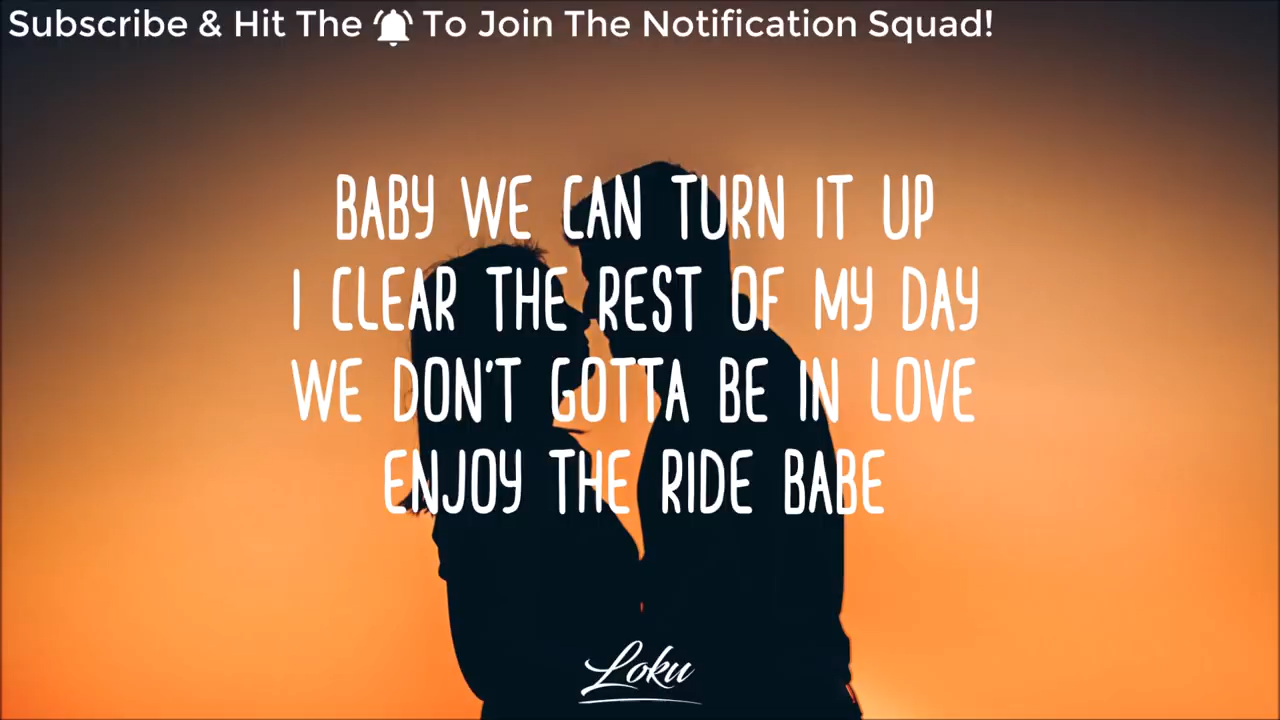 Subscribe & Hit The 🔔 To Join The Notification Squad!
BABY WE CAN TURN IT UP
I CLEAR THE REST OF MY DAY
WE DON'T GOTTA BE IN LOVE
ENJOY THE RIDE BABE
Loku